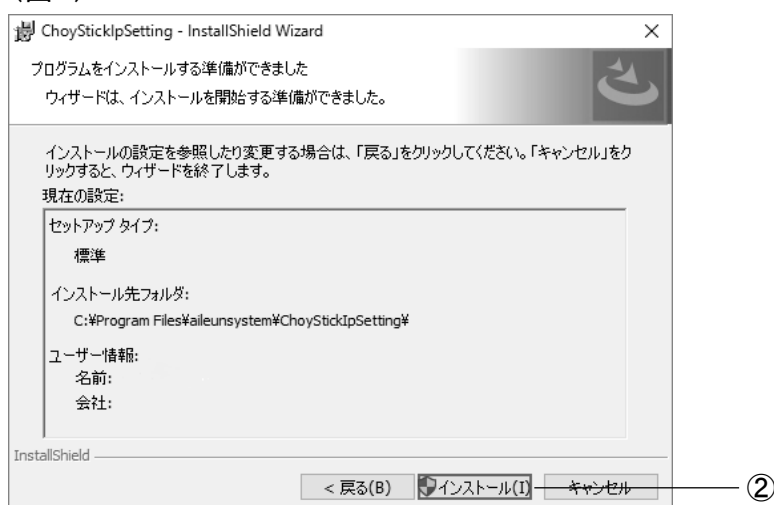 ChoyStickIpSetting - InstallShield Wizard
プログラムをインストールする準備ができました
ウィザードは、インストールを開始する準備ができました。
インストールの設定を参照したり変更する場合は、「戻る」をクリックしてください。「キャンセル」をク
リックすると、ウィザードを終了します。
現在の設定:
セットアップ タイプ:
標準
インストール先フォルダ:
C:¥Program Files¥aileunsystem¥ChoyStickIpSetting¥
ユーザー情報:
名前:
会社:
InstallShield
< 戻る(B) インストール(I) キャンセル ②